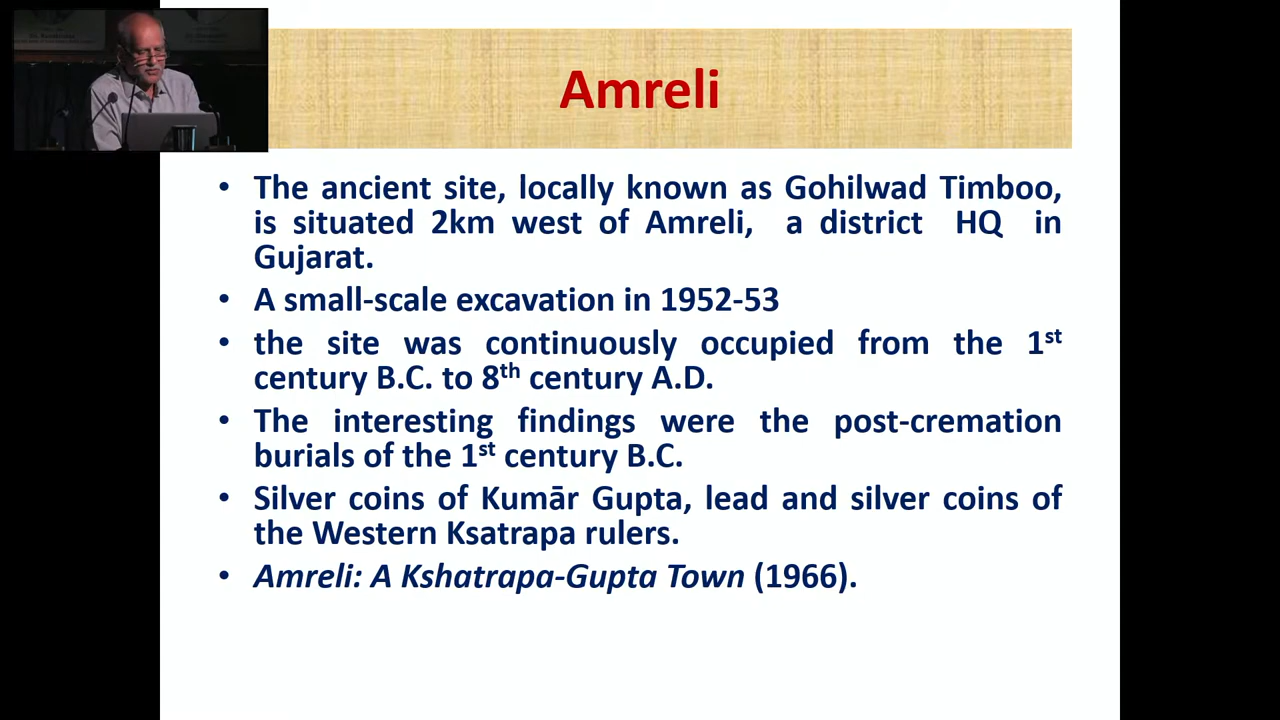 Amreli
• The ancient site, locally known as Gohilwad Timboo,
is situated 2km west of Amreli, a district HQ in
Gujarat.
• A small-scale excavation in 1952-53
• the site was continuously occupied from the 1st
century B.C. to 8th century A.D.
• The interesting findings were the post-cremation
burials of the 1st century B.C.
• Silver coins of Kumār Gupta, lead and silver coins of
the Western Ksatrapa rulers.
• Amreli: A Kshatrapa-Gupta Town (1966).